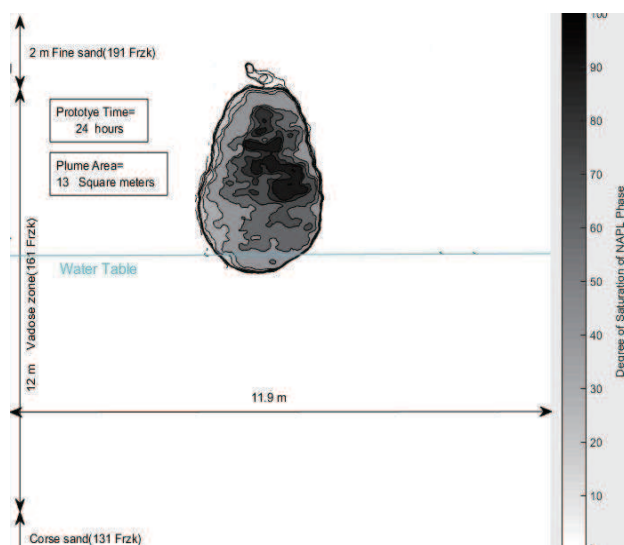 2 m Fine sand(191 Frzk)
Prototye Time=
24 hours
Plume Area=
13 Square meters
Water Table
12 m Vadose zone(161 Frzk)
11.9 m
Corse sand(131 Frzk)
100
90
80
70
60
50
40
30
20
10
Degree of Saturation of NAPL Phase